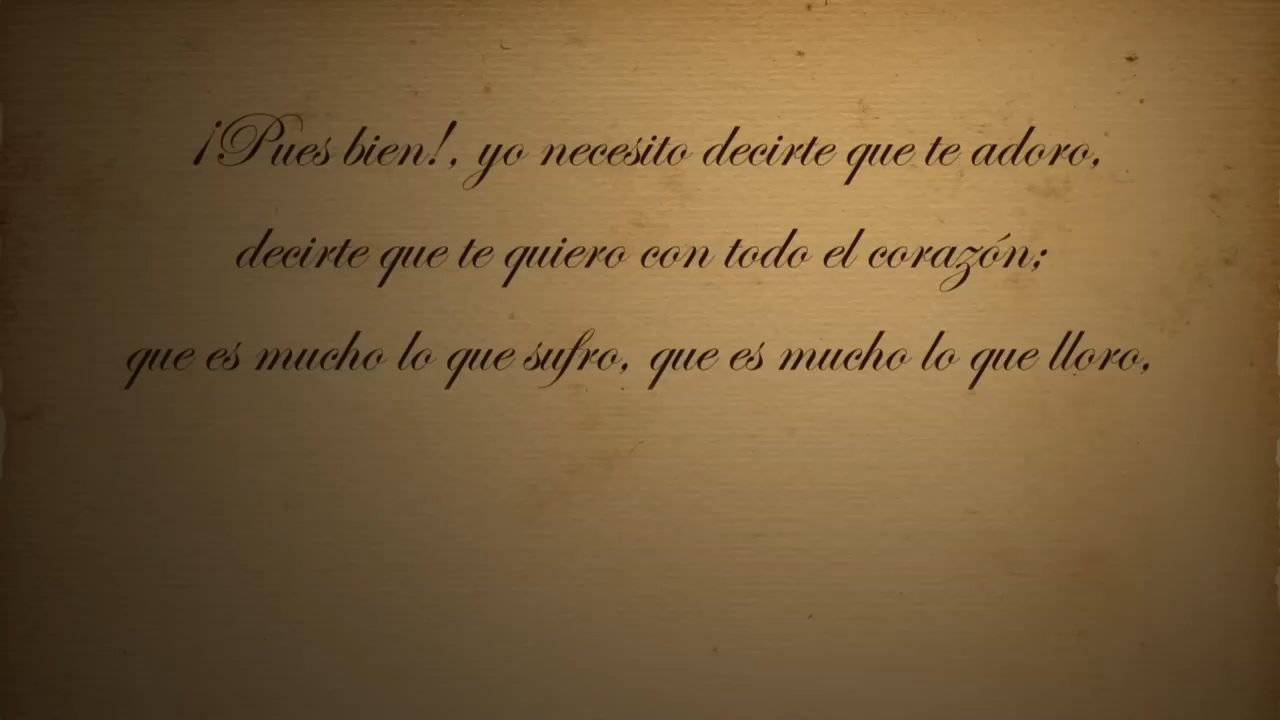 ¡Pues bien!, yo necesito decirte que te adoro,
decirte que te quiero con todo el corazón;
que es mucho lo que sufro, que es mucho lo que lloro,